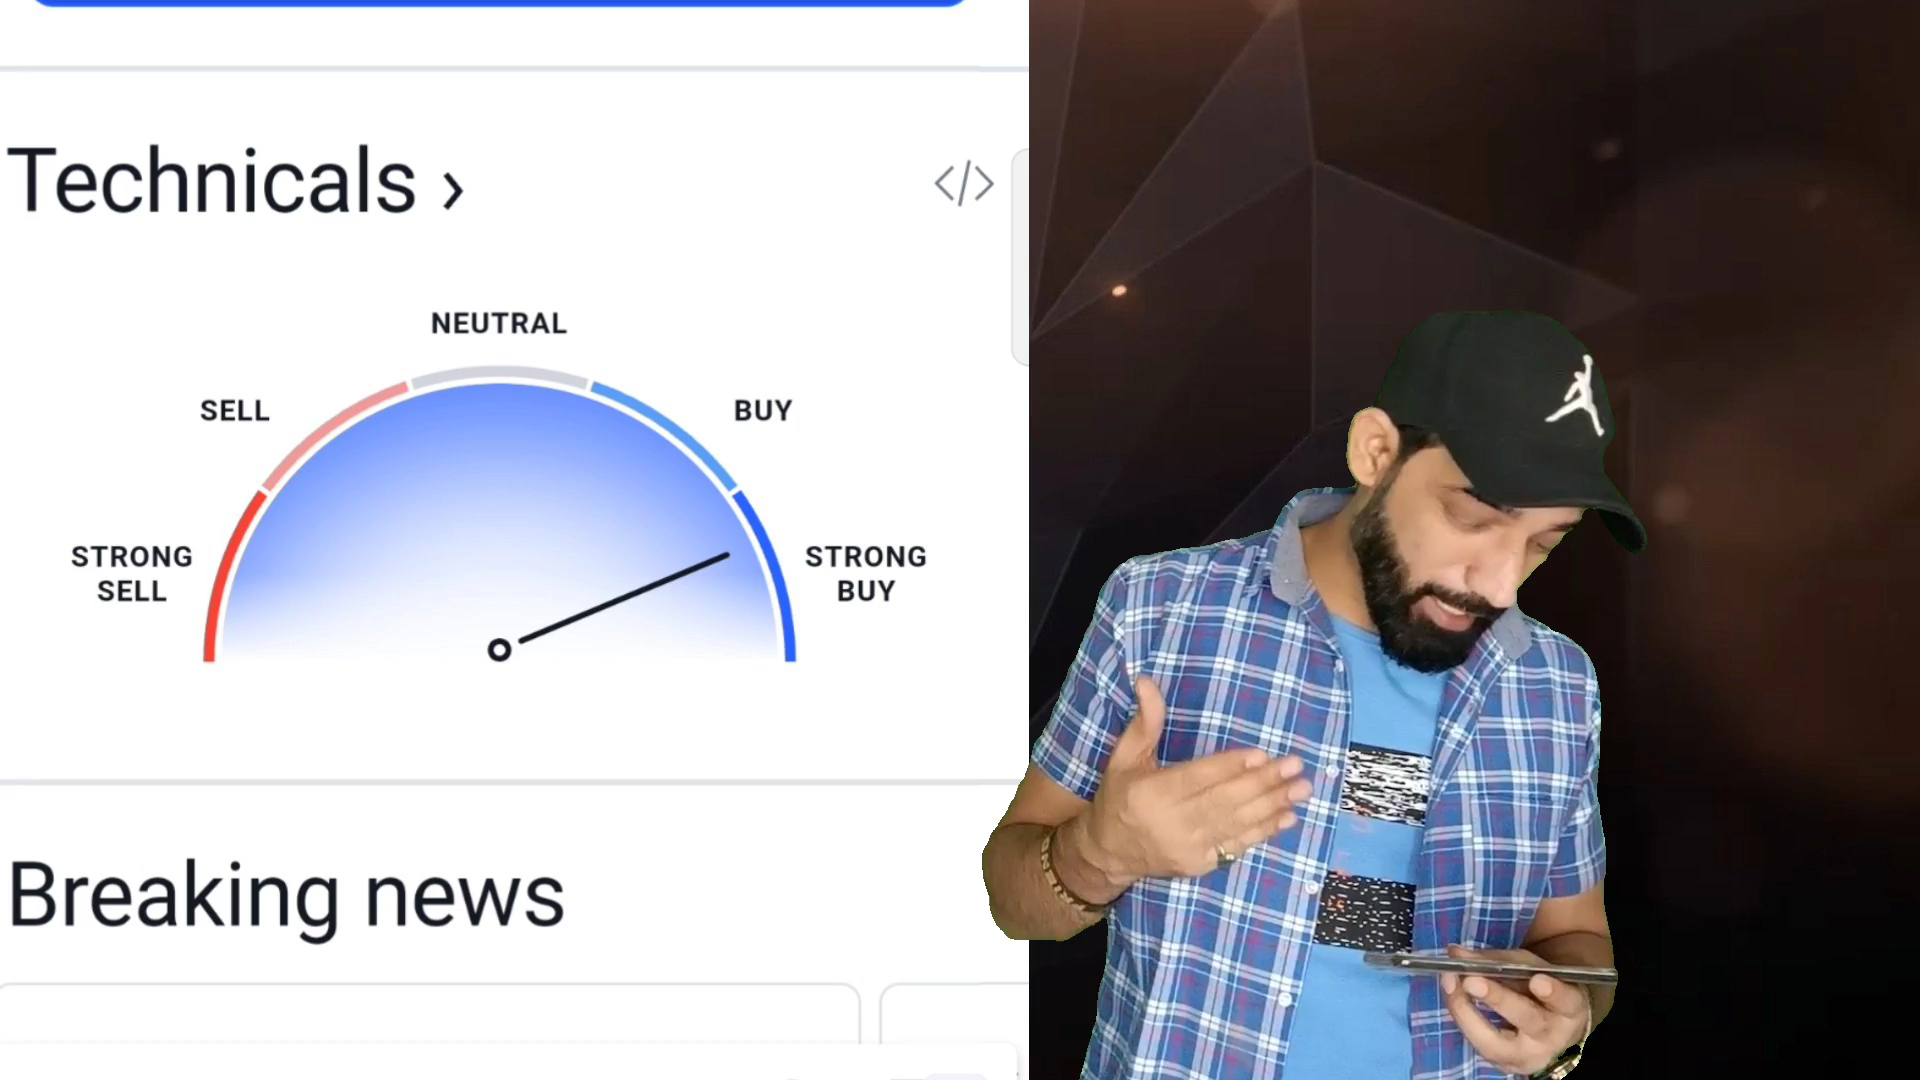 Technicals ›
</>
NEUTRAL
SELL
BUY
STRONG
SELL
STRONG
BUY
Breaking news